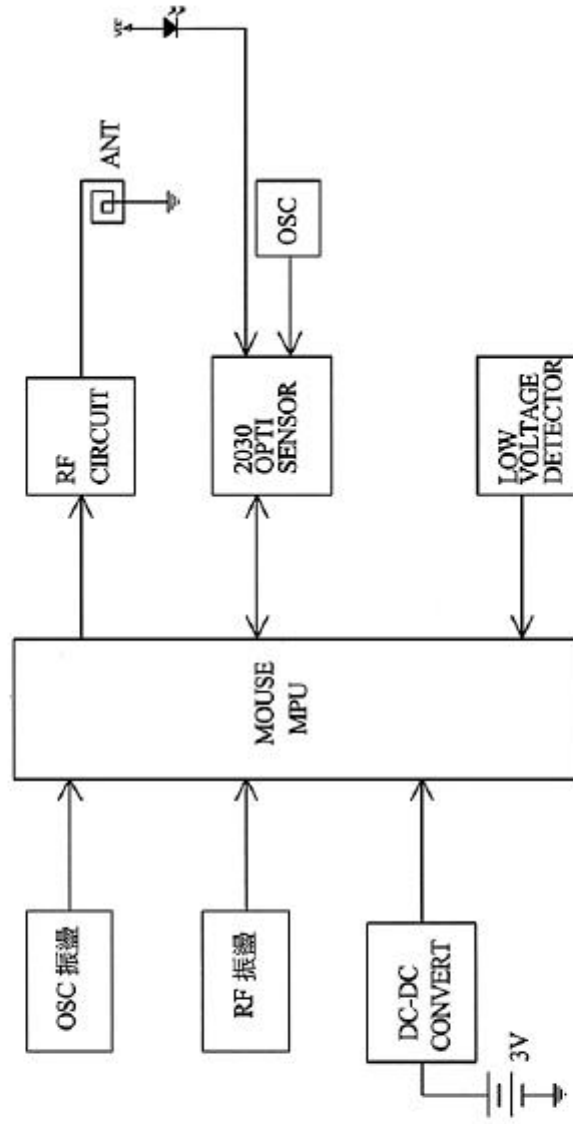 OSC 振盪
RF 振盪
DC-DC
CONVERT
3V
MOUSE
MPU
RF
CIRCUIT
ANT
VCC
2030
OPTI
SENSOR
OSC
LOW
VOLTAGE
DETECTOR